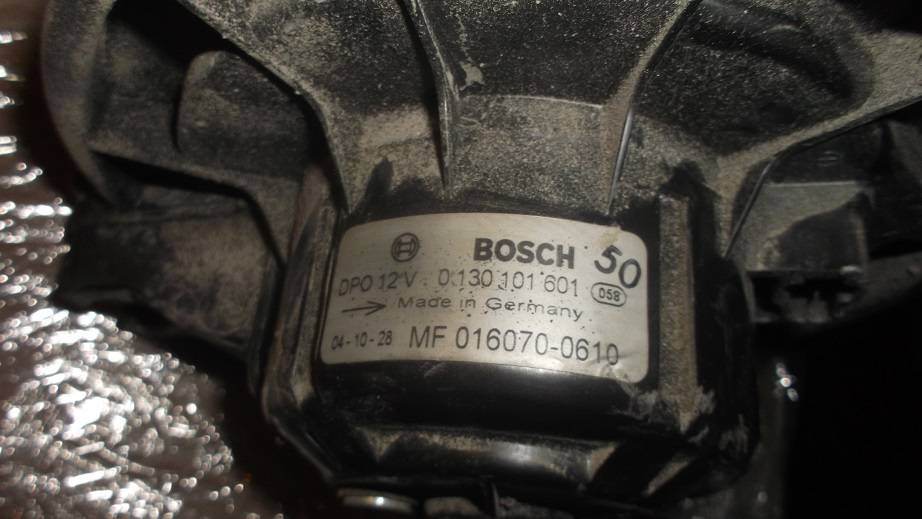 BOSCH 50
DPO 12 V 0 130 101 601 058
Made in Germany
04-10-28 MF 016070-0610